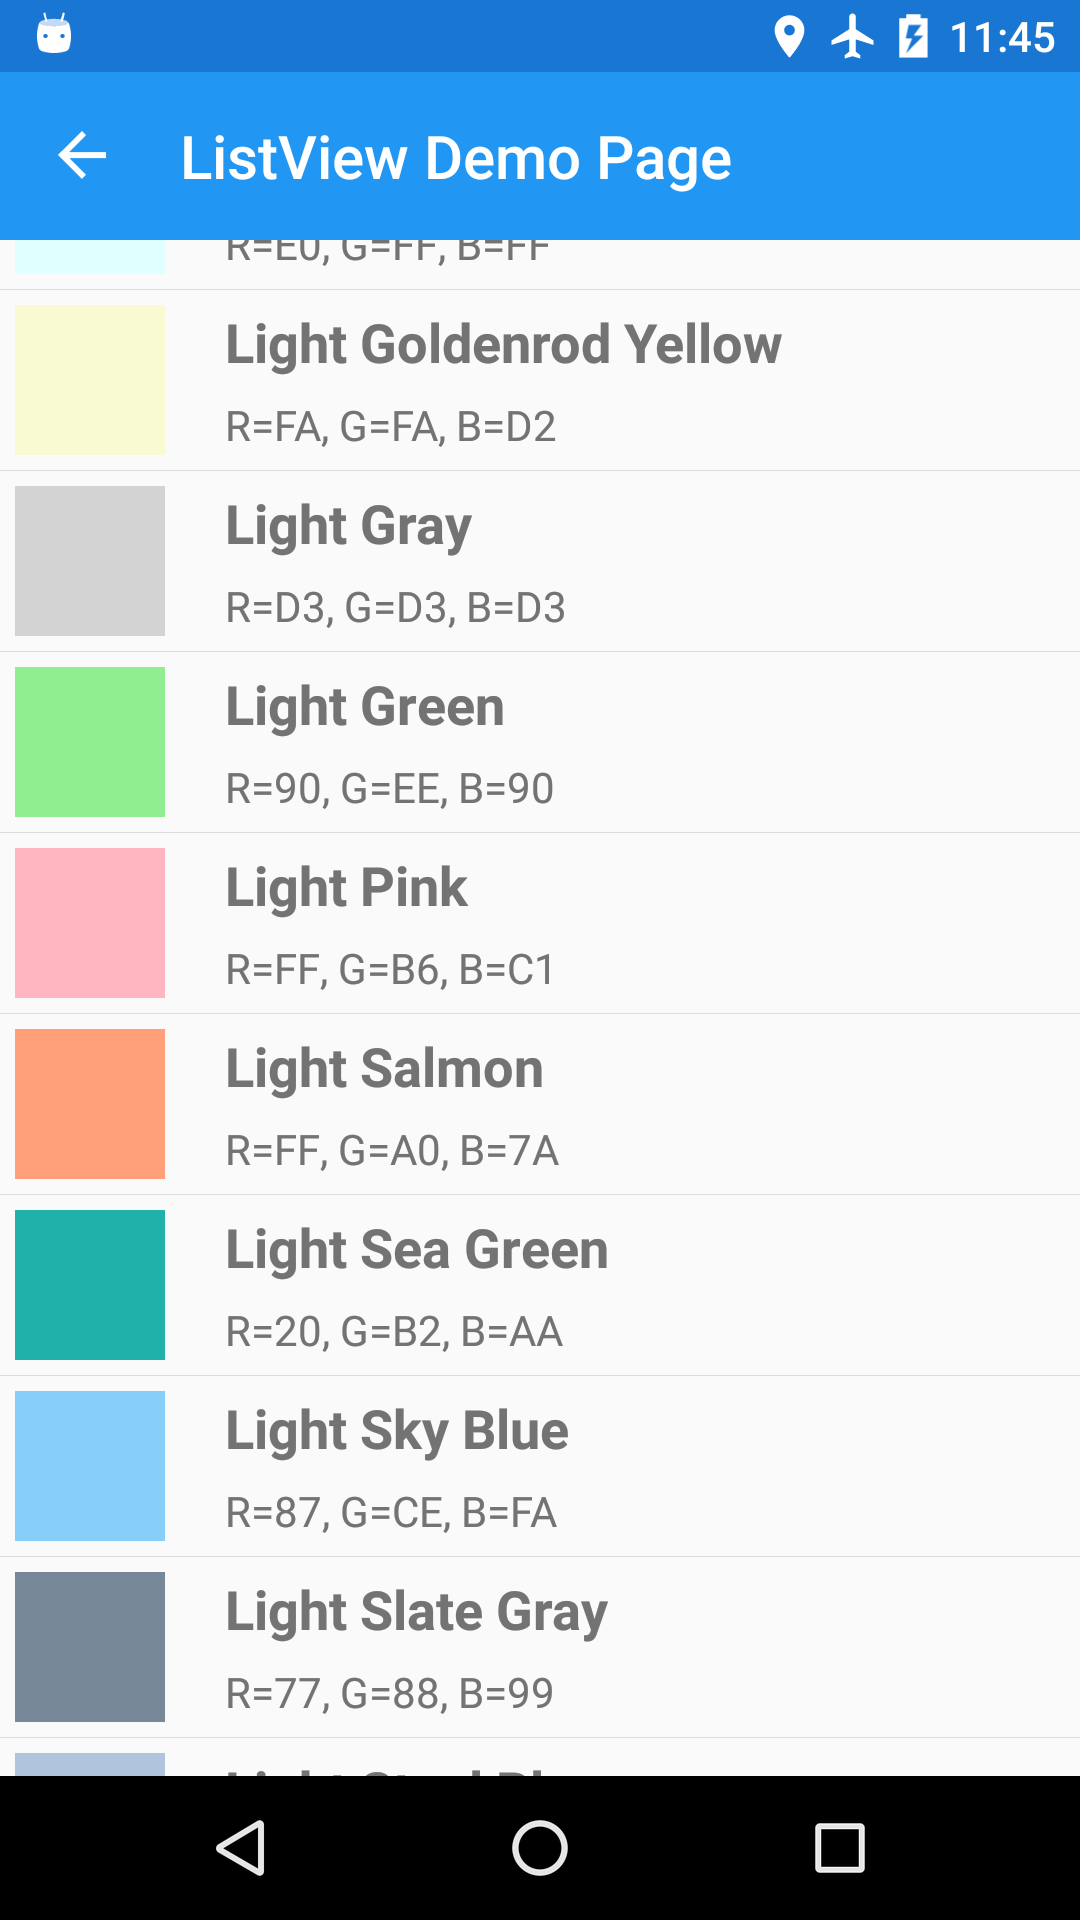 11:45
ListView Demo Page
R=E0, G=FF, B=FF
Light Goldenrod Yellow
R=FA, G=FA, B=D2
Light Gray
R=D3, G=D3, B=D3
Light Green
R=90, G=EE, B=90
Light Pink
R=FF, G=B6, B=C1
Light Salmon
R=FF, G=A0, B=7A
Light Sea Green
R=20, G=B2, B=AA
Light Sky Blue
R=87, G=CE, B=FA
Light Slate Gray
R=77, G=88, B=99